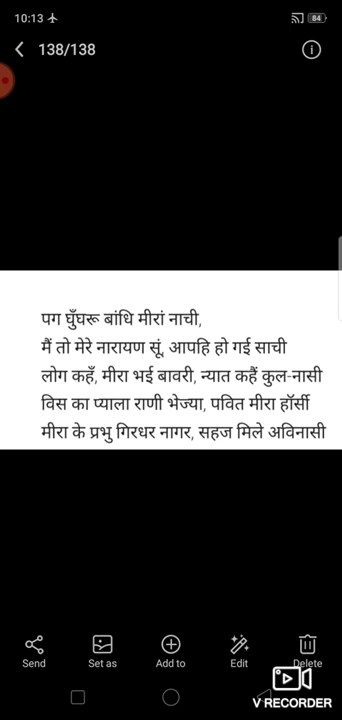 10:13
84
138/138
पग घुँघरू बांधि मीरां नाची,
मैं तो मेरे नारायण सूं, आपहि हो गई साची
लोग कहैं, मीरा भई बावरी, न्यात कहैं कुल-नासी
विस का प्याला राणी भेज्या, पवित मीरा हॉर्सी
मीरा के प्रभु गिरधर नागर, सहज मिले अविनासी
Send Set as Add to Edit Delete
V RECORDER